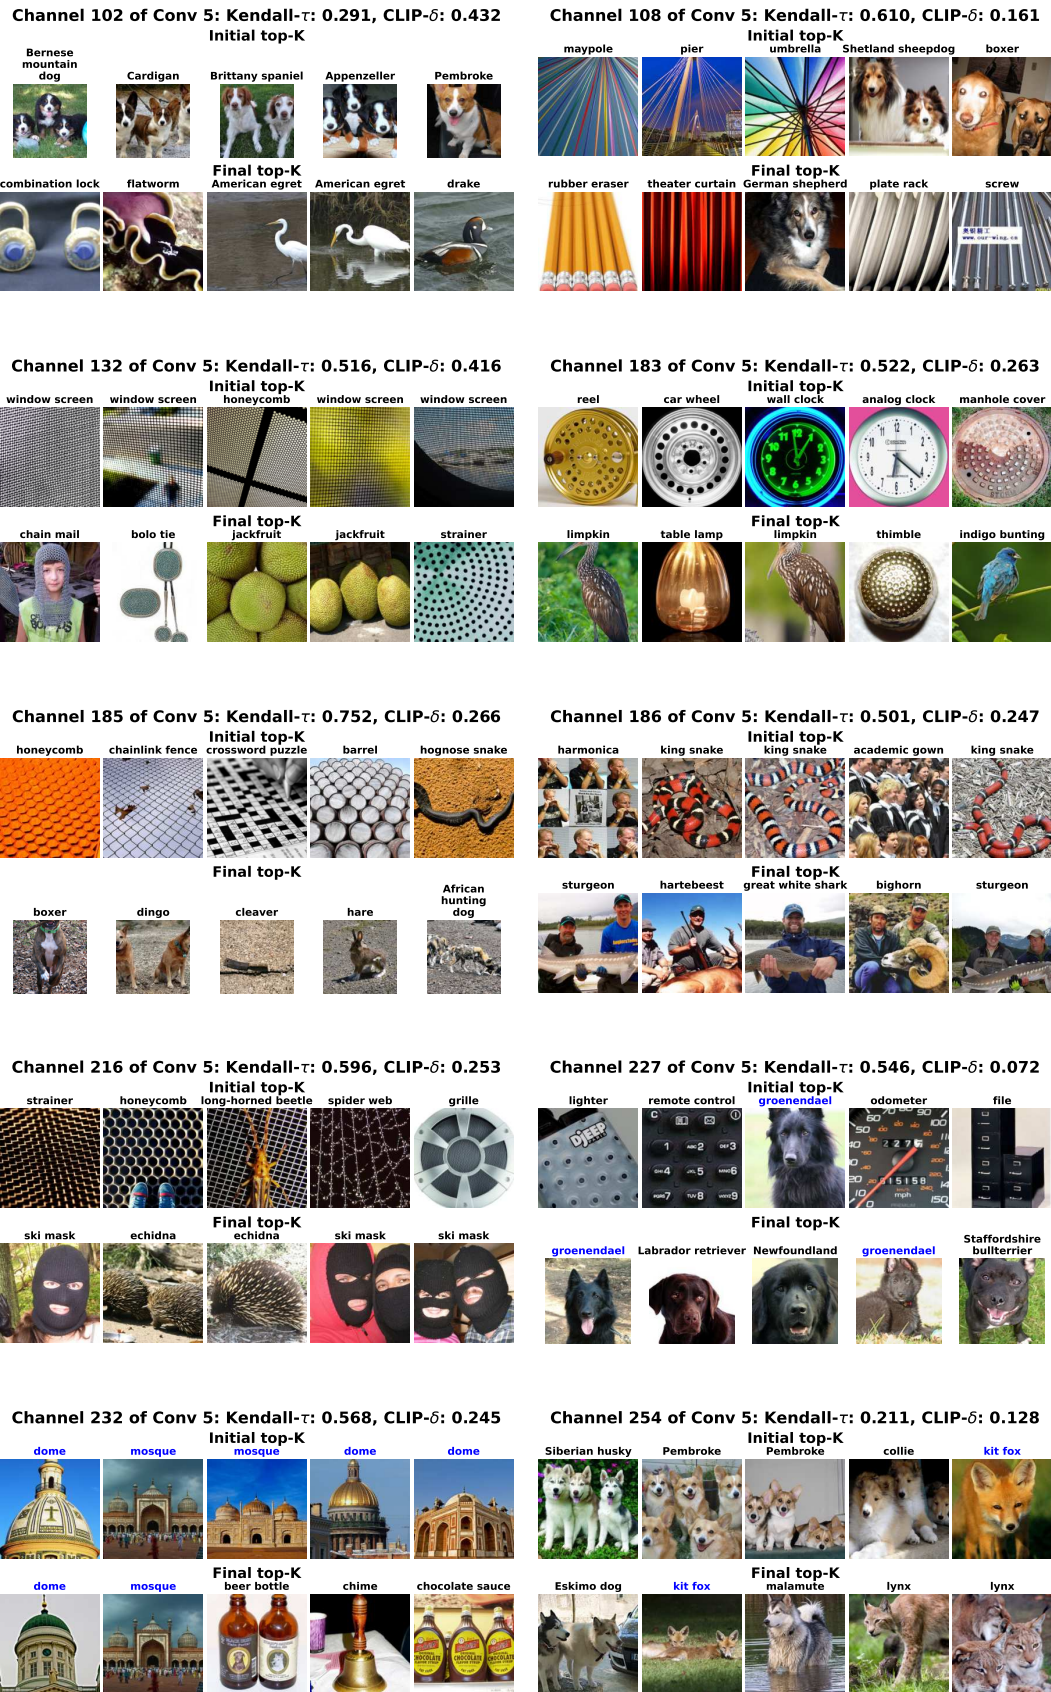 Channel 102 of Conv 5: Kendall-τ: 0.291, CLIP-δ: 0.432
Initial top-K
Bernese
mountain
dog
Cardigan
Brittany spaniel
Appenzeller
Pembroke
Final top-K
combination lock
flatworm
American egret
American egret
drake
Channel 108 of Conv 5: Kendall-τ: 0.610, CLIP-δ: 0.161
Initial top-K
maypole
pier
umbrella
Shetland sheepdog
boxer
Final top-K
rubber eraser
theater curtain
German shepherd
plate rack
screw
www.cur-wing.cn
Channel 132 of Conv 5: Kendall-τ: 0.516, CLIP-δ: 0.416
Initial top-K
window screen
window screen
honeycomb
window screen
window screen
Final top-K
chain mail
bolo tie
jackfruit
jackfruit
strainer
Channel 183 of Conv 5: Kendall-τ: 0.522, CLIP-δ: 0.263
Initial top-K
reel
car wheel
wall clock
analog clock
manhole cover
Final top-K
limpkin
table lamp
limpkin
thimble
indigo bunting
Channel 185 of Conv 5: Kendall-τ: 0.752, CLIP-δ: 0.266
Initial top-K
honeycomb
chainlink fence
crossword puzzle
barrel
hognose snake
Final top-K
boxer
dingo
cleaver
hare
African
hunting
dog
Channel 186 of Conv 5: Kendall-τ: 0.501, CLIP-δ: 0.247
Initial top-K
harmonica
king snake
king snake
academic gown
king snake
Final top-K
sturgeon
hartebeest
great white shark
bighorn
sturgeon
Channel 216 of Conv 5: Kendall-τ: 0.596, CLIP-δ: 0.253
Initial top-K
strainer
honeycomb
long-horned beetle
spider web
grille
Final top-K
ski mask
echidna
echidna
ski mask
ski mask
Channel 227 of Conv 5: Kendall-τ: 0.546, CLIP-δ: 0.072
Initial top-K
lighter
remote control
groenendael
odometer
file
DJEEP
mph
Final top-K
groenendael
Labrador retriever
Newfoundland
groenendael
Staffordshire
bullterrier
Channel 232 of Conv 5: Kendall-τ: 0.568, CLIP-δ: 0.245
Initial top-K
dome
mosque
mosque
dome
dome
Final top-K
dome
mosque
beer bottle
chime
chocolate sauce
CHOCOLATE
Channel 254 of Conv 5: Kendall-τ: 0.211, CLIP-δ: 0.128
Initial top-K
Siberian husky
Pembroke
Pembroke
collie
kit fox
Final top-K
Eskimo dog
kit fox
malamute
lynx
lynx